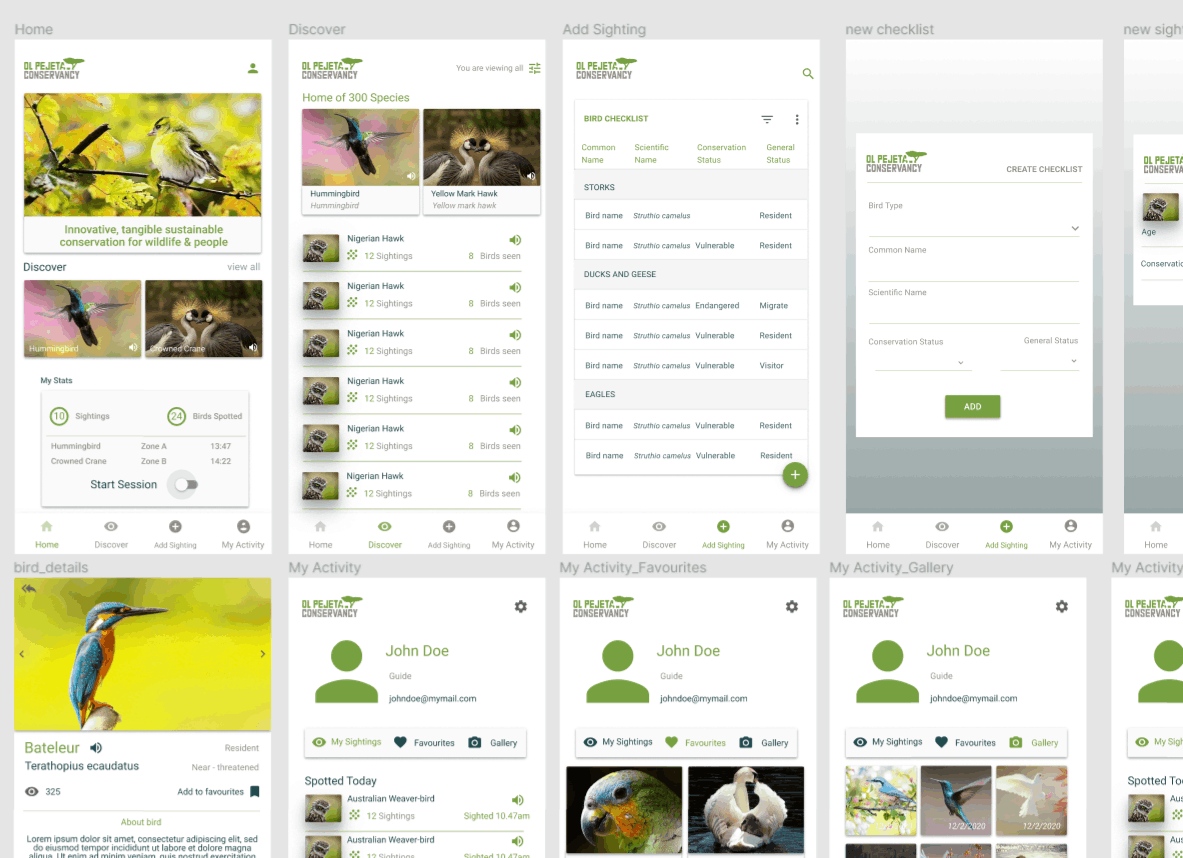 Home
OL PEJETA
CONSERVANCY
Innovative, tangible sustainable
conservation for wildlife & people
Discover
view all
Hummingbird
Crowned Crane
My Stats
10 Sightings
24 Birds Spotted
Hummingbird Zone A 13:47
Crowned Crane Zone B 14:22
Start Session
Home Discover Add Sighting My Activity
Discover
OL PEJETA
CONSERVANCY
You are viewing all
Home of 300 Species
Hummingbird
Hummingbird
Yellow Mark Hawk
Yellow mark hawk
Nigerian Hawk
12 Sightings 8 Birds seen
Nigerian Hawk
12 Sightings 8 Birds seen
Nigerian Hawk
12 Sightings 8 Birds seen
Nigerian Hawk
12 Sightings 8 Birds seen
Nigerian Hawk
12 Sightings 8 Birds seen
Nigerian Hawk
12 Sightings 8 Birds seen
Home Discover Add Sighting My Activity
Add Sighting
OL PEJETA
CONSERVANCY
BIRD CHECKLIST
Common Scientific Conservation General
Name Name Status Status
STORKS
Bird name Struthio camelus Resident
Bird name Struthio camelus Vulnerable Resident
DUCKS AND GEESE
Bird name Struthio camelus Endangered Migrate
Bird name Struthio camelus Vulnerable Resident
Bird name Struthio camelus Vulnerable Visitor
EAGLES
Bird name Struthio camelus Vulnerable Resident
Bird name Struthio camelus Vulnerable Resident
Home Discover Add Sighting My Activity
new checklist
OL PEJETA
CONSERVANCY
CREATE CHECKLIST
Bird Type
Common Name
Scientific Name
Conservation Status General Status
ADD
Home Discover Add Sighting My Activity
new sigh
OL PEJETA
CONSERVA
Age
Conservatio
Home
bird_details
Bateleur
Resident
Terathopius ecaudatus
Near - threatened
325
Add to favourites
About bird
Lorem ipsum dolor sit amet, consectetur adipiscing elit, sed
do eiusmod tempor incididunt ut labore et dolore magna
aliqua. Ut enim ad minim veniam, quis nostrud exercitation
My Activity
OL PEJETA
CONSERVANCY
John Doe
Guide
johndoe@mymail.com
My Sightings Favourites Gallery
Spotted Today
Australian Weaver-bird
12 Sightings Sighted 10.47am
Australian Weaver-bird
12 Sightings Sighted 10.47am
My Activity_Favourites
OL PEJETA
CONSERVANCY
John Doe
Guide
johndoe@mymail.com
My Sightings Favourites Gallery
My Activity_Gallery
OL PEJETA
CONSERVANCY
John Doe
Guide
johndoe@mymail.com
My Sightings Favourites Gallery
12/2/2020
12/2/2020
My Activity
OL PEJETA
CONSERVANCY
My Sigh
Spotted To
Aus
Aus